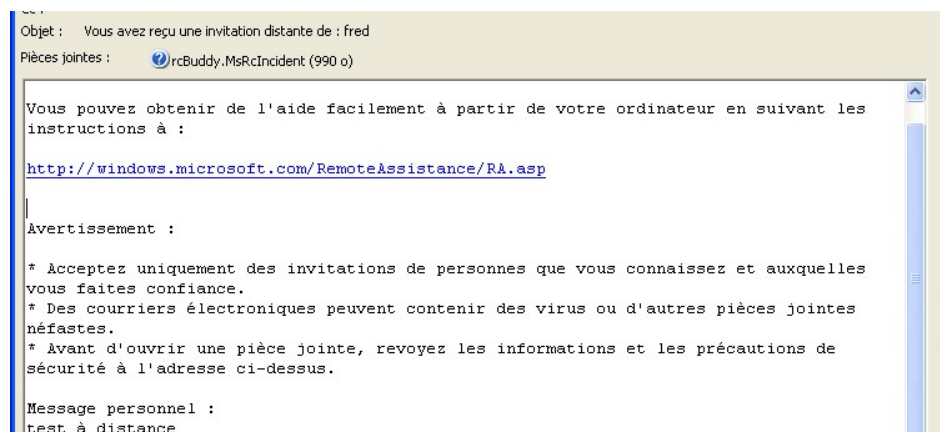 Objet : Vous avez reçu une invitation distante de : fred
Pièces jointes : rcBuddy.MsRcIncident (990 o)
Vous pouvez obtenir de l'aide facilement à partir de votre ordinateur en suivant les
instructions à :
http://windows.microsoft.com/RemoteAssistance/RA.asp
Avertissement :
* Acceptez uniquement des invitations de personnes que vous connaissez et auxquelles
vous faites confiance.
* Des courriers électroniques peuvent contenir des virus ou d'autres pièces jointes
néfastes.
* Avant d'ouvrir une pièce jointe, revoyez les informations et les précautions de
sécurité à l'adresse ci-dessus.
Message personnel :
test à distance